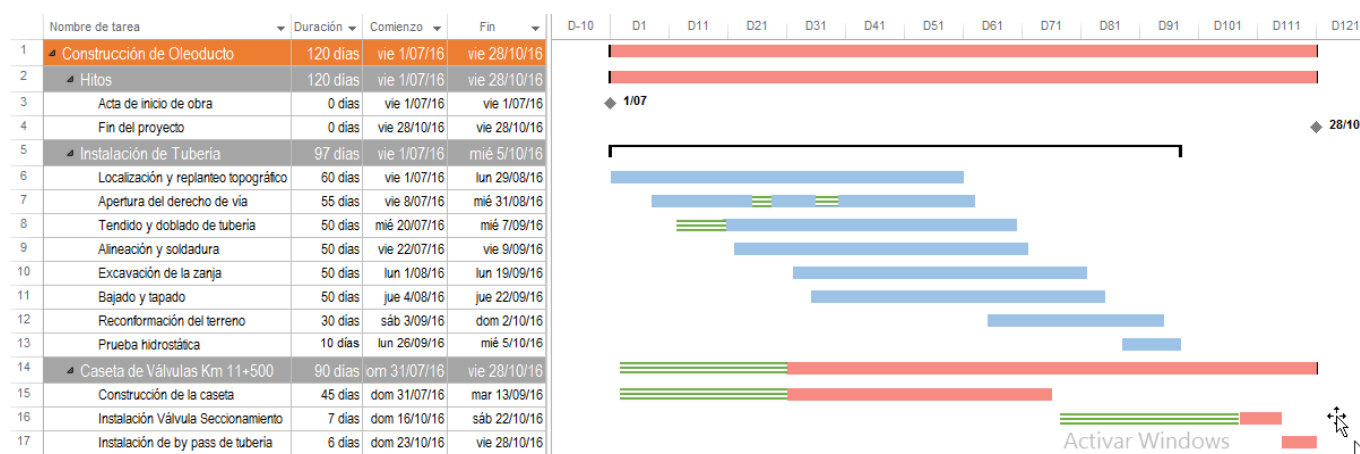 Nombre de tarea Duración Comienzo Fin D-10 D1 D11 D21 D31 D41 D51 D61 D71 D81 D91 D101 D111 D121
1 Construcción de Oleoducto 120 días vie 1/07/16 vie 28/10/16
2 Hitos 120 días vie 1/07/16 vie 28/10/16
3 Acta de inicio de obra 0 días vie 1/07/16 vie 1/07/16 1/07
4 Fin del proyecto 0 días vie 28/10/16 vie 28/10/16 28/10
5 Instalación de Tubería 97 días vie 1/07/16 mié 5/10/16
6 Localización y replanteo topográfico 60 días vie 1/07/16 lun 29/08/16
7 Apertura del derecho de vía 55 días vie 8/07/16 mié 31/08/16
8 Tendido y doblado de tubería 50 días mié 20/07/16 mié 7/09/16
9 Alineación y soldadura 50 días vie 22/07/16 vie 9/09/16
10 Excavación de la zanja 50 días lun 1/08/16 lun 19/09/16
11 Bajado y tapado 50 días jue 4/08/16 jue 22/09/16
12 Reconformación del terreno 30 días sáb 3/09/16 dom 2/10/16
13 Prueba hidrostática 10 días lun 26/09/16 mié 5/10/16
14 Caseta de Válvulas Km 11+500 90 días om 31/07/16 vie 28/10/16
15 Construcción de la caseta 45 días dom 31/07/16 mar 13/09/16
16 Instalación Válvula Seccionamiento 7 días dom 16/10/16 sáb 22/10/16
17 Instalación de by pass de tubería 6 días dom 23/10/16 vie 28/10/16
Activar Windows